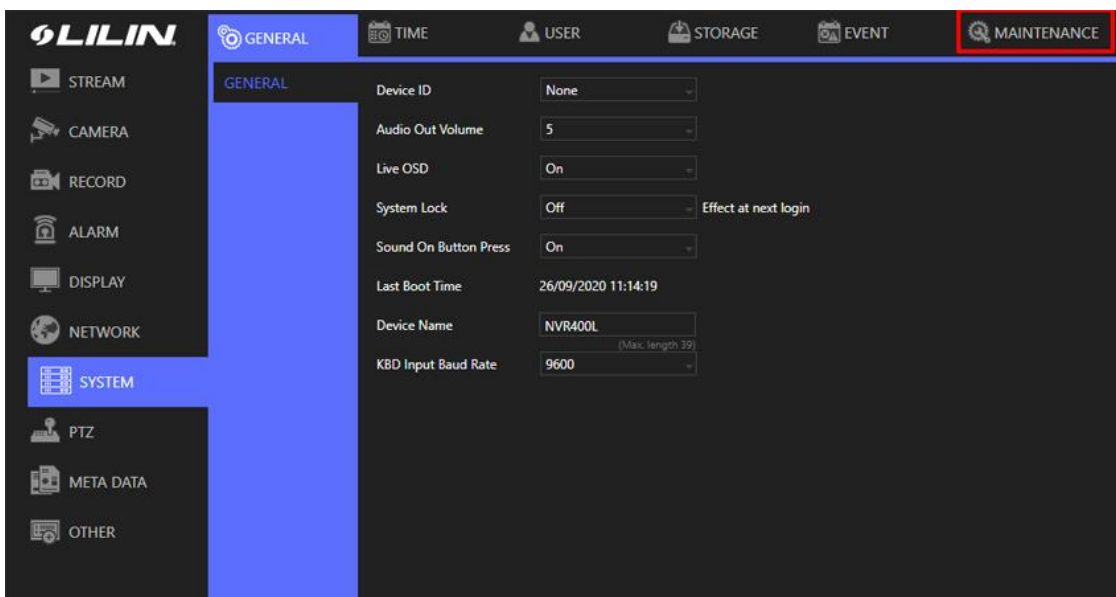 LILIN
GENERAL
TIME
USER
STORAGE
EVENT
MAINTENANCE
STREAM
CAMERA
RECORD
ALARM
DISPLAY
NETWORK
SYSTEM
PTZ
META DATA
OTHER
GENERAL
Device ID None
Audio Out Volume 5
Live OSD On
System Lock Off Effect at next login
Sound On Button Press On
Last Boot Time 26/09/2020 11:14:19
Device Name NVR400L
(Max. length 39)
KBD Input Baud Rate 9600